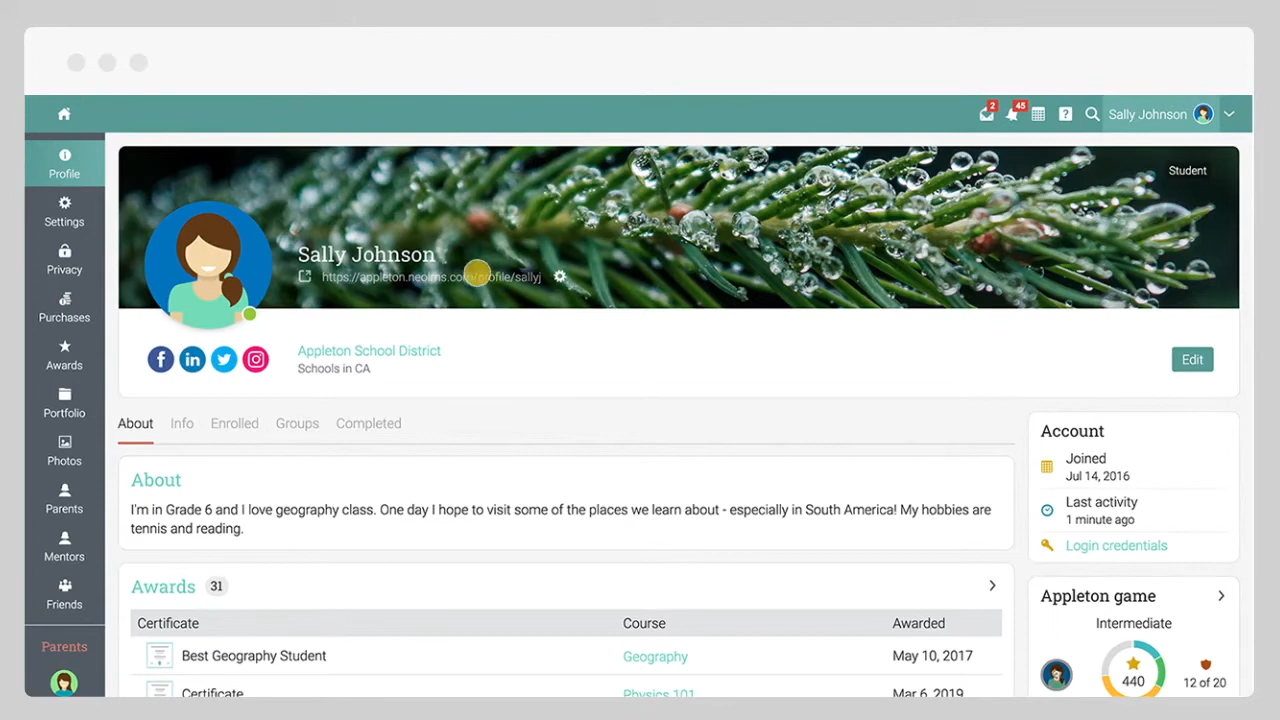 2 45 ? Sally Johnson
Profile
Settings
Privacy
Purchases
Awards
Portfolio
Photos
Parents
Mentors
Friends
Parents
Student
Sally Johnson
https://appleton.neolms.com/profile/sallyj
Appleton School District
Schools in CA
Edit
About Info Enrolled Groups Completed
About
I'm in Grade 6 and I love geography class. One day I hope to visit some of the places we learn about - especially in South America! My hobbies are
tennis and reading.
Awards 31
Certificate Course Awarded
Best Geography Student Geography May 10, 2017
Certificate Physics 101 Mar 6, 2019
Account
Joined
Jul 14, 2016
Last activity
1 minute ago
Login credentials
Appleton game
Intermediate
440
12 of 20